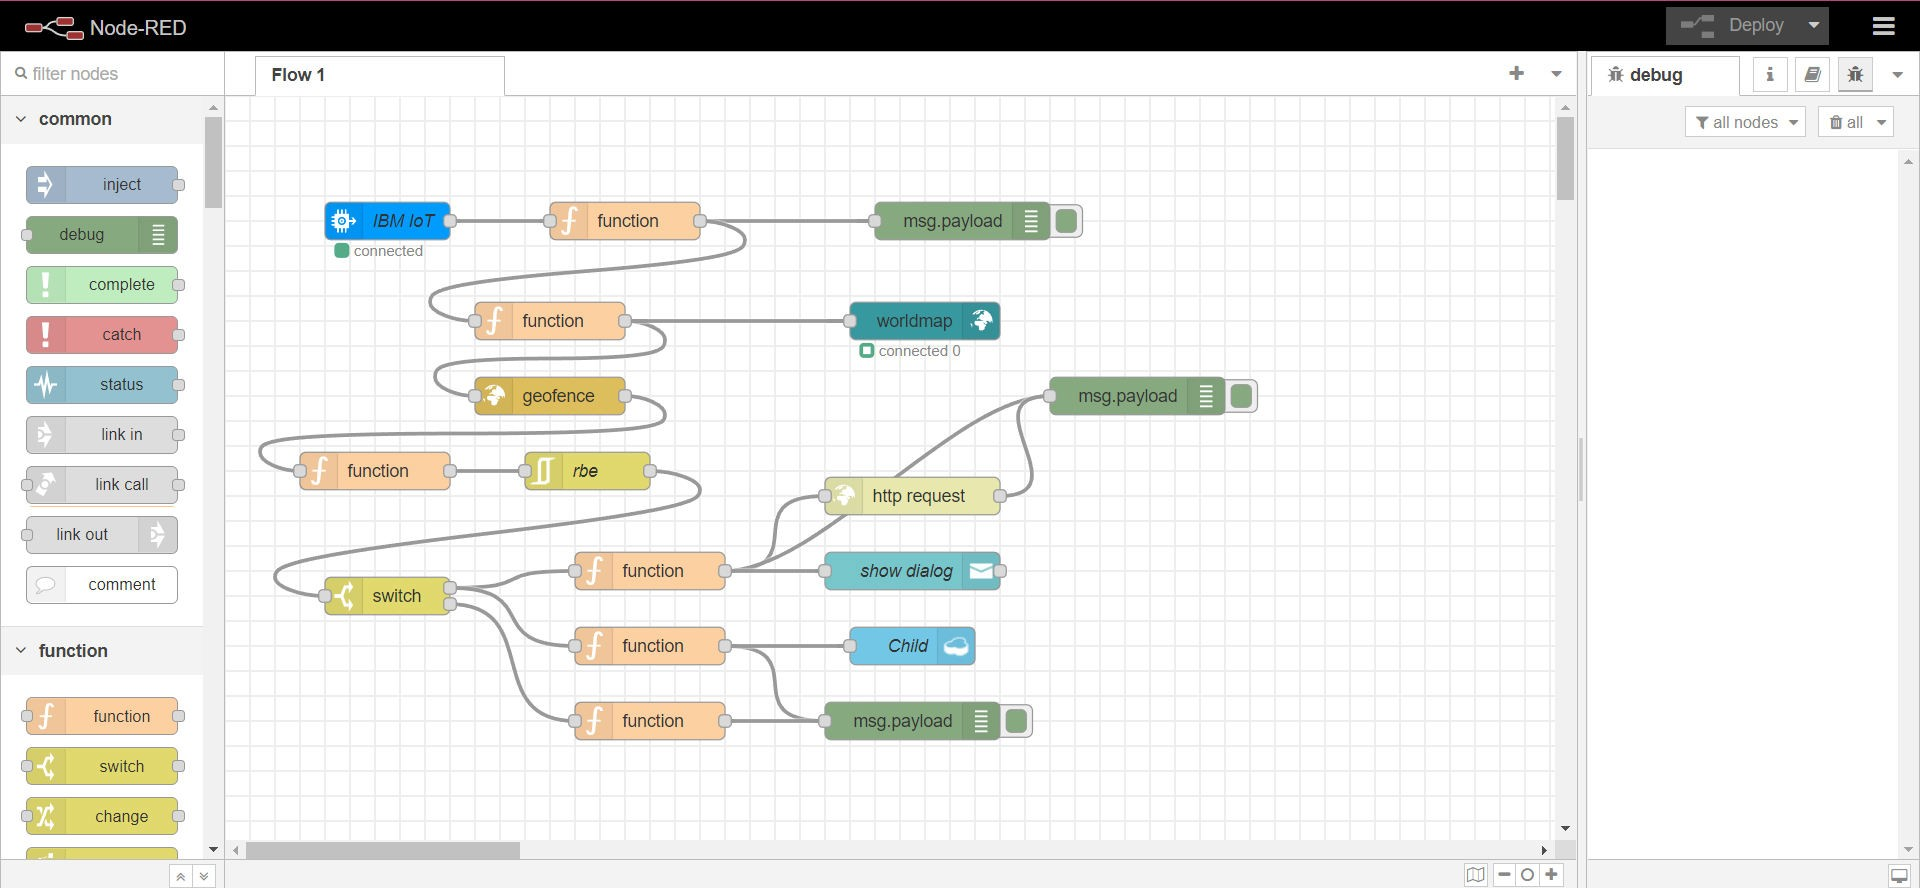 Node-RED
Deploy
filter nodes
Flow 1
debug
all nodes
all
common
inject
debug
complete
catch
status
link in
link call
link out
comment
function
function
switch
change
IBM IoT
connected
function
msg.payload
function
worldmap
connected 0
geofence
msg.payload
function
rbe
http request
switch
function
show dialog
function
Child
function
msg.payload